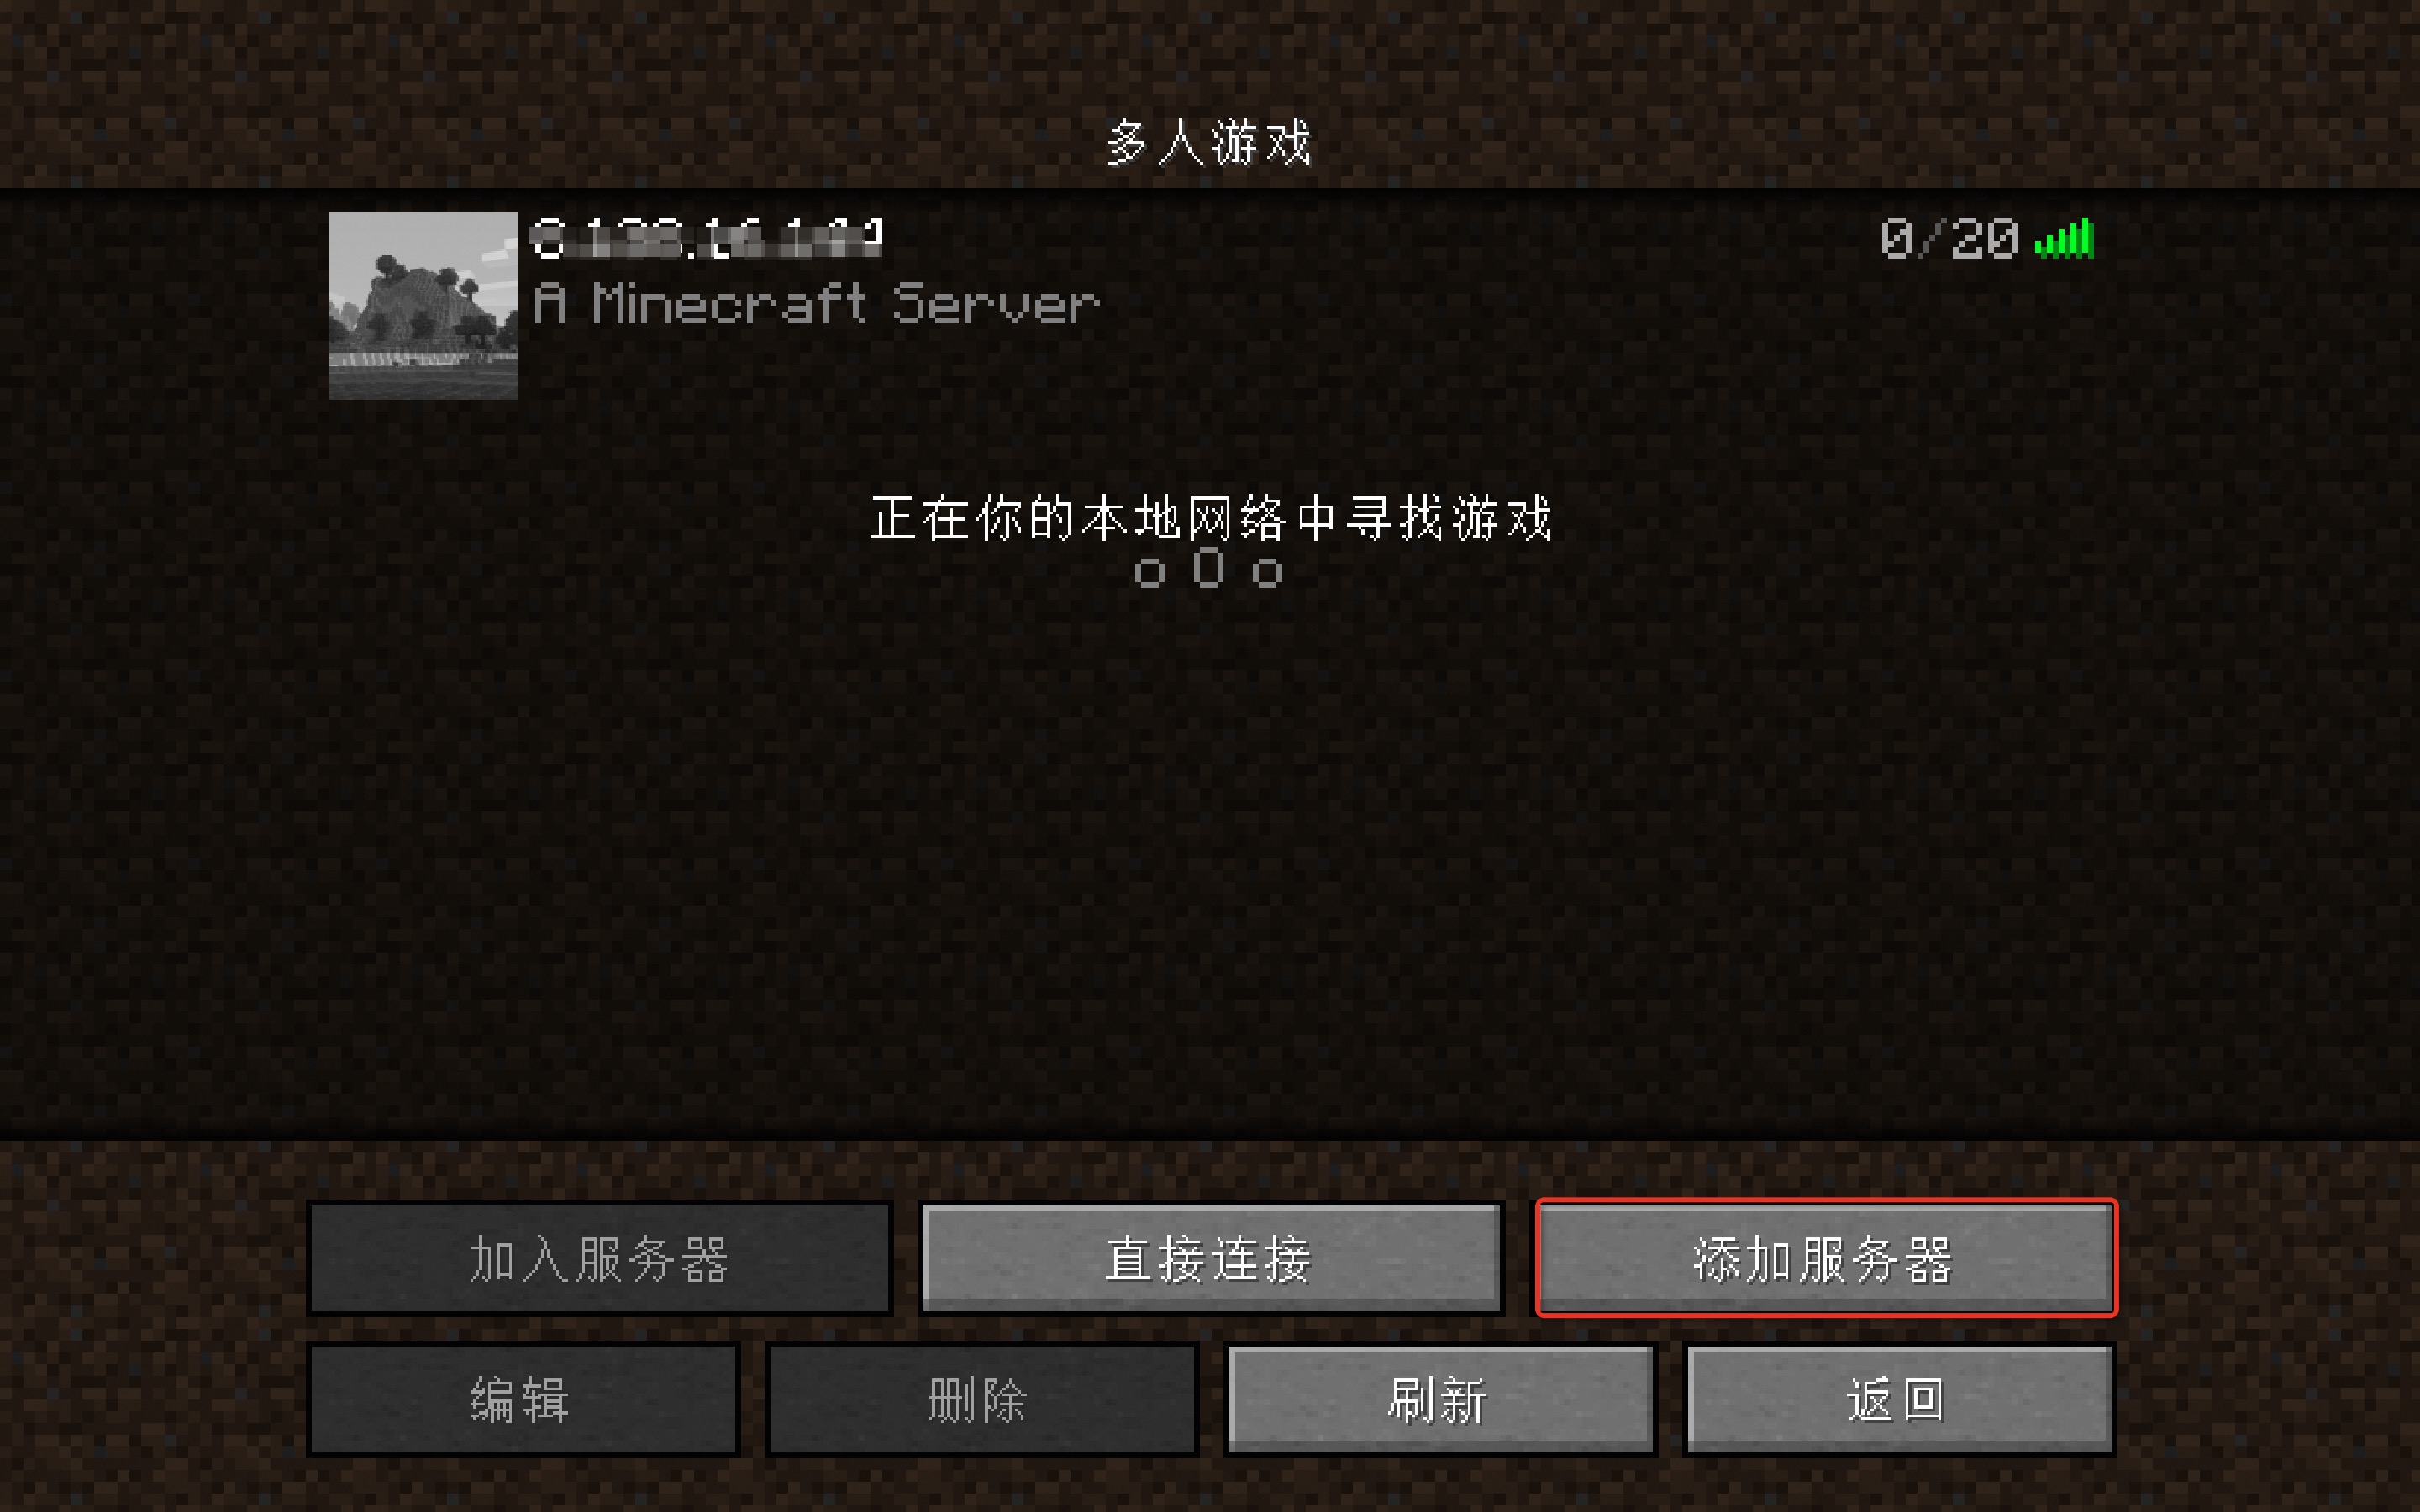 多人游戏
0/20
A Minecraft Server
正在你的本地网络中寻找游戏
o O o
加入服务器
直接连接
添加服务器
编辑
删除
刷新
返回